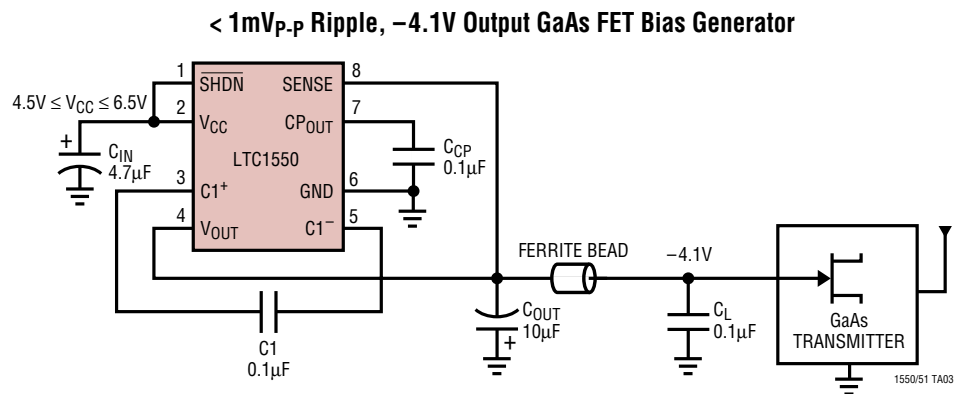 < 1mVP-P Ripple, –4.1V Output GaAs FET Bias Generator
4.5V ≤ VCC ≤ 6.5V
1
SHDN
SENSE
8
2
VCC
CPOUT
7
LTC1550
3
C1+
GND
6
4
VOUT
C1–
5
+
CIN
4.7µF
CCP
0.1µF
C1
0.1µF
FERRITE BEAD
–4.1V
COUT
10µF
+
CL
0.1µF
GaAs
TRANSMITTER
1550/51 TA03